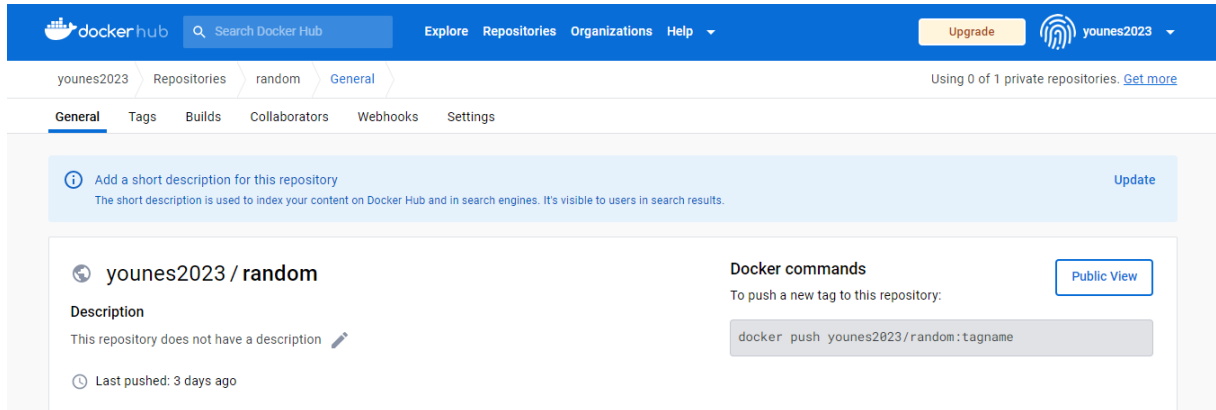 dockerhub Search Docker Hub Explore Repositories Organizations Help Upgrade younes2023
younes2023 Repositories random General Using 0 of 1 private repositories. Get more
General Tags Builds Collaborators Webhooks Settings
Add a short description for this repository Update
The short description is used to index your content on Docker Hub and in search engines. It's visible to users in search results.
younes2023 / random
Description
This repository does not have a description
Last pushed: 3 days ago
Docker commands
Public View
To push a new tag to this repository:
docker push younes2023/random:tagname